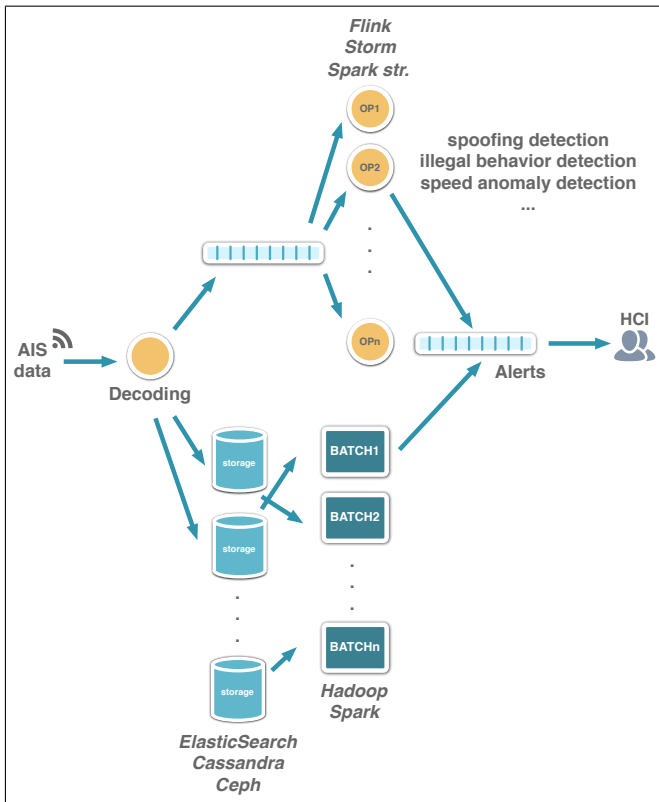 Flink
Storm
Spark str.
OP1
OP2
spoofing detection
illegal behavior detection
speed anomaly detection
...
.
.
.
OPn
HCI
AIS
data
Decoding
Alerts
storage
BATCH1
storage
BATCH2
.
.
.
.
.
.
storage
BATCHn
Hadoop
Spark
ElasticSearch
Cassandra
Ceph